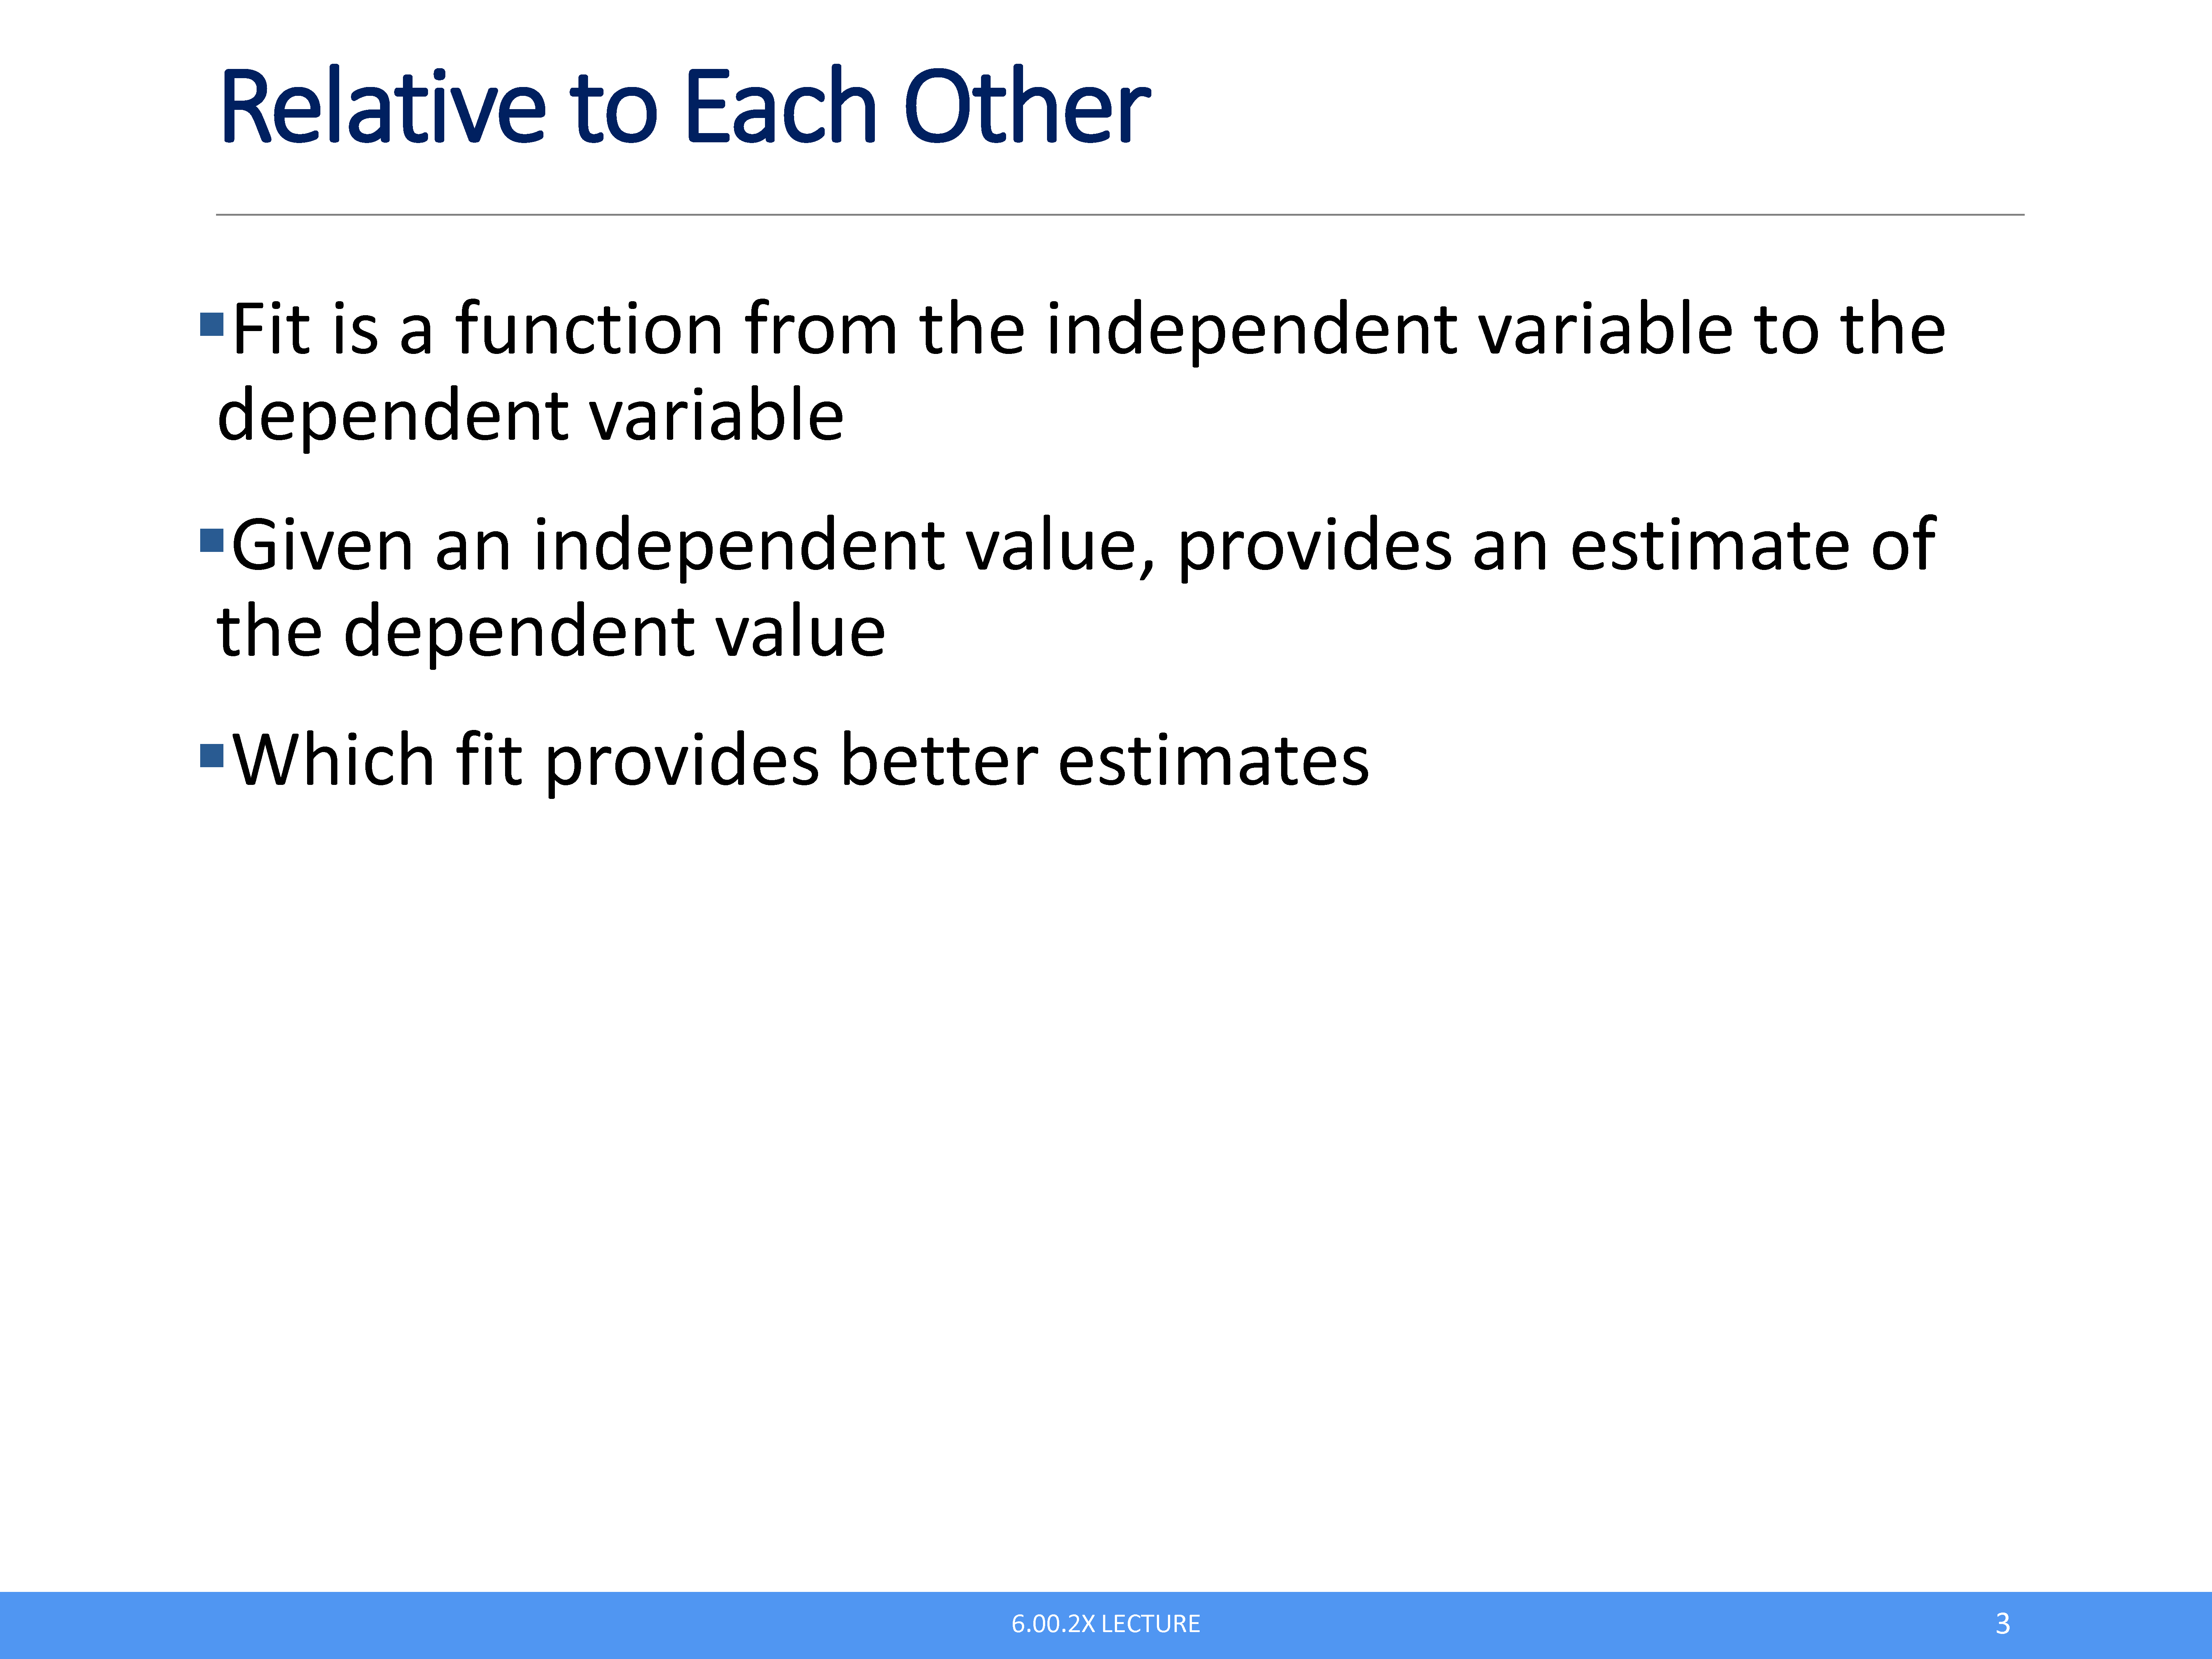 Relative to Each Other
▪Fit is a function from the independent variable to the
dependent variable
▪Given an independent value, provides an estimate of
the dependent value
▪Which fit provides better estimates
6.00.2X LECTURE
3